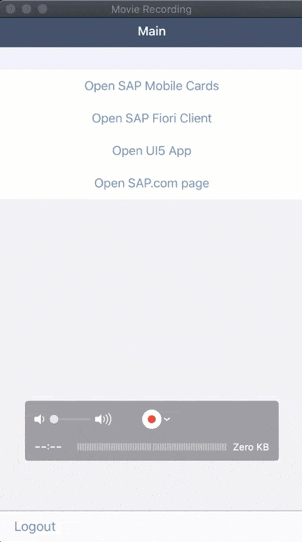 Movie Recording
Main
Open SAP Mobile Cards
Open SAP Fiori Client
Open UI5 App
Open SAP.com page
--:--
Zero KB
Logout